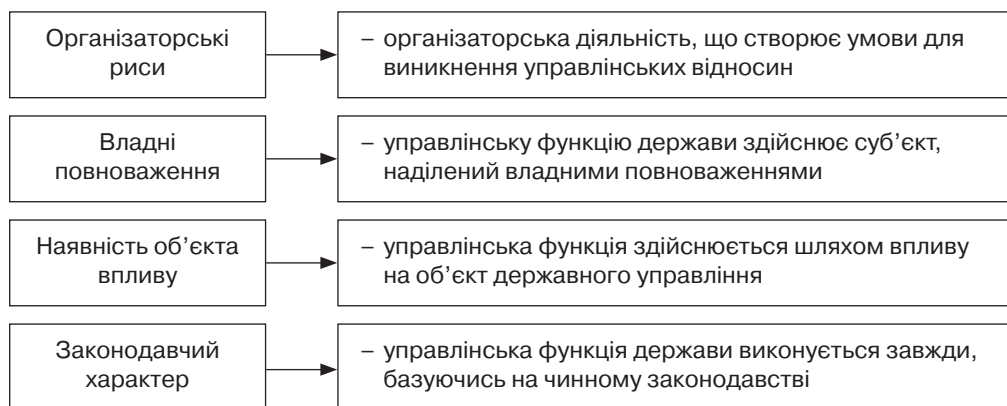 Організаторські
риси
– організаторська діяльність, що створює умови для
виникнення управлінських відносин
Владні
повноваження
– управлінську функцію держави здійснює суб’єкт,
наділений владними повноваженнями
Наявність об’єкта
впливу
– управлінська функція здійснюється шляхом впливу
на об’єкт державного управління
Законодавчий
характер
– управлінська функція держави виконується завжди,
базуючись на чинному законодавстві